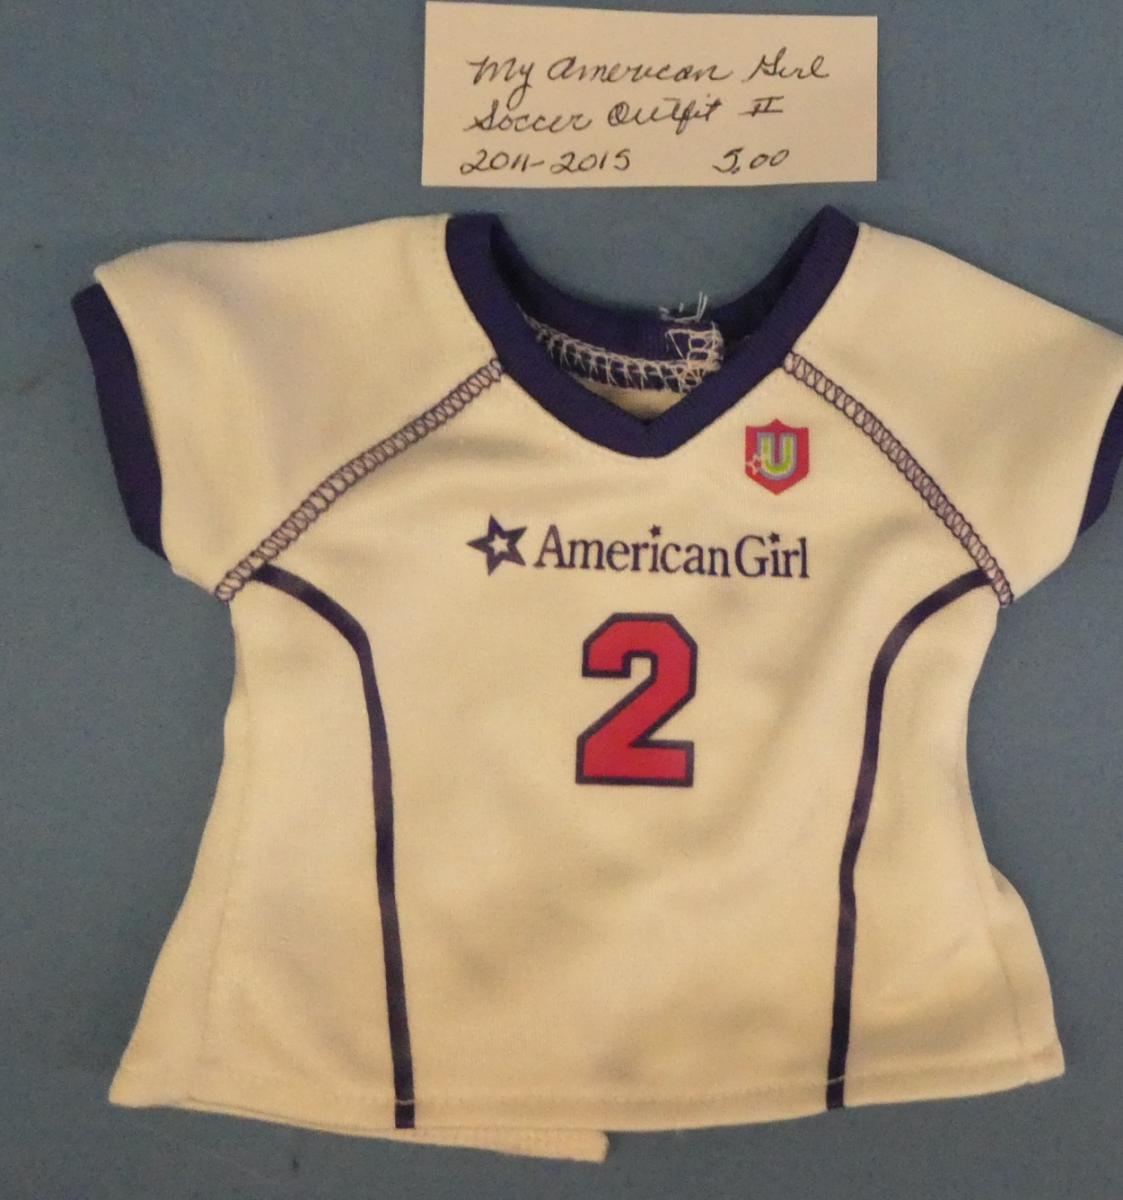 My American Girl
Soccer Outfit II
2011-2015 5.00
U
American Girl
2